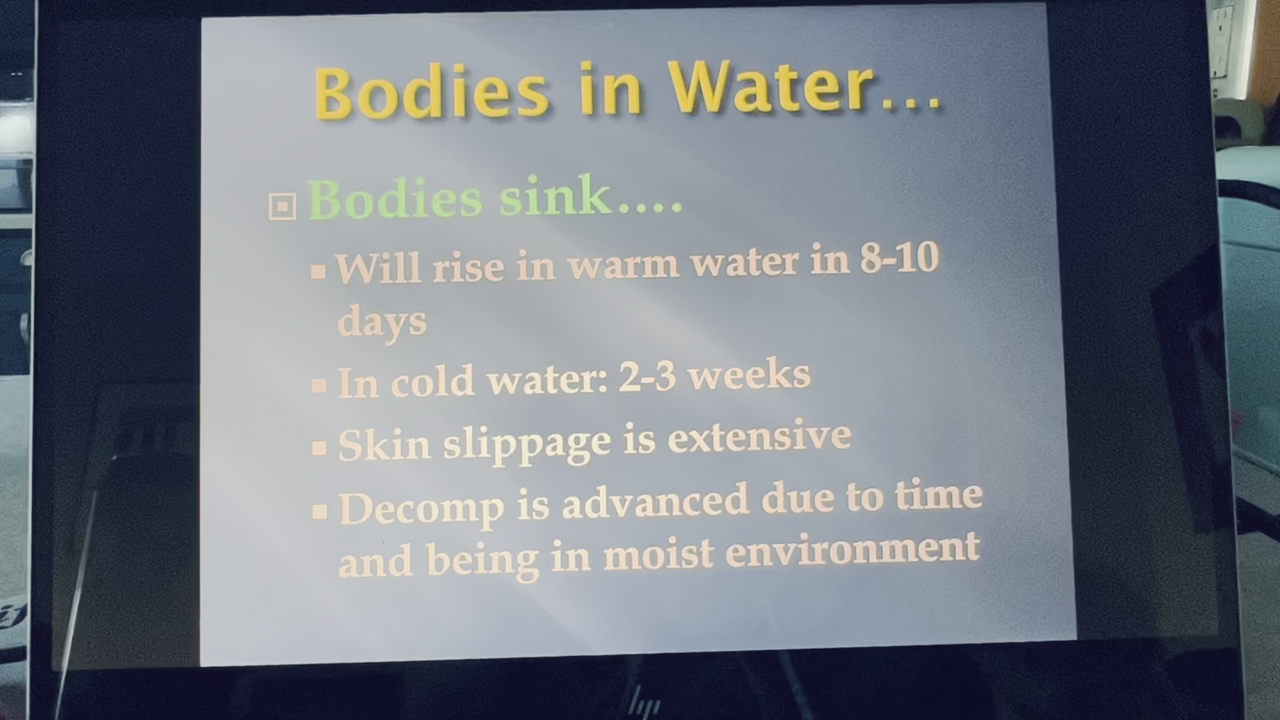 Bodies in Water...
Bodies sink....
Will rise in warm water in 8-10
days
In cold water: 2-3 weeks
Skin slippage is extensive
Decomp is advanced due to time
and being in moist environment
hp